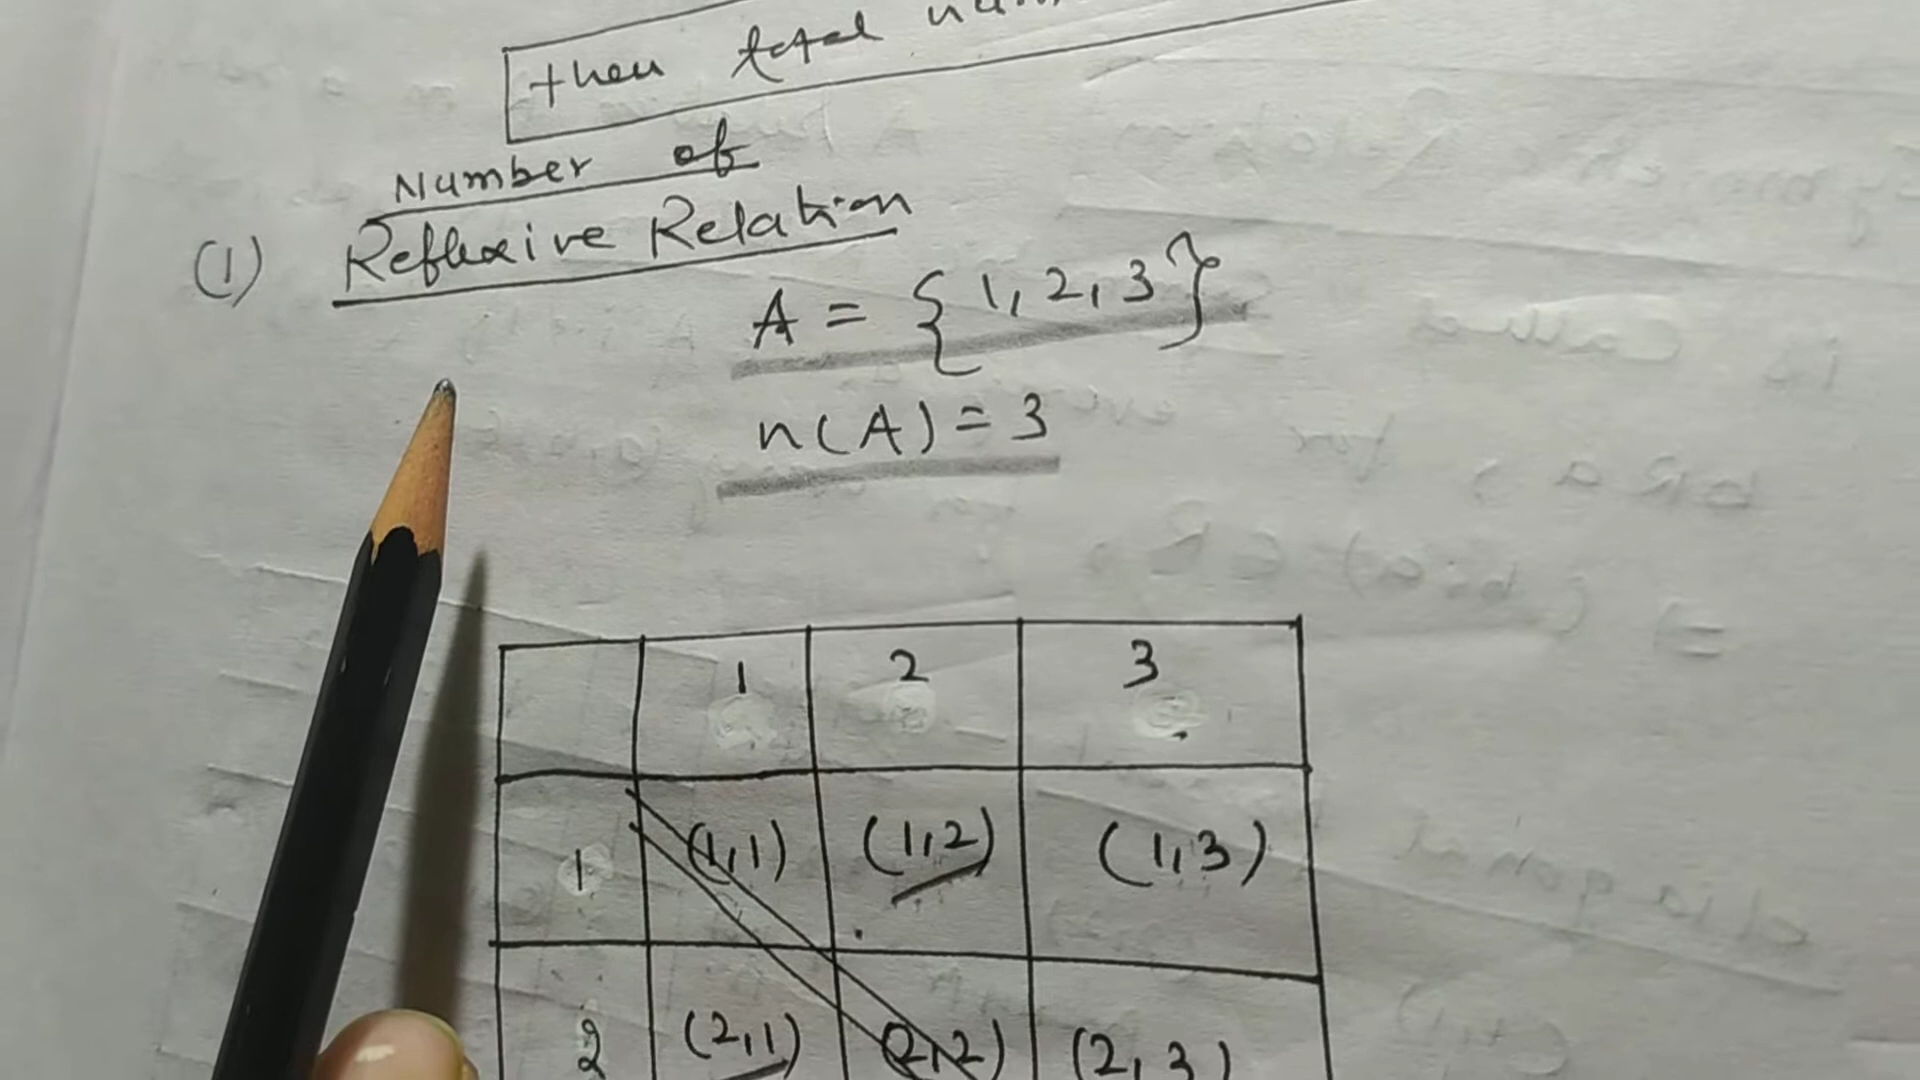 then total
Number of
(1) Reflexive Relation
A = { 1, 2, 3 }
n(A) = 3
1 2 3
1 (1,1) (1,2) (1,3)
2 (2,1) (2,2) (2,3)